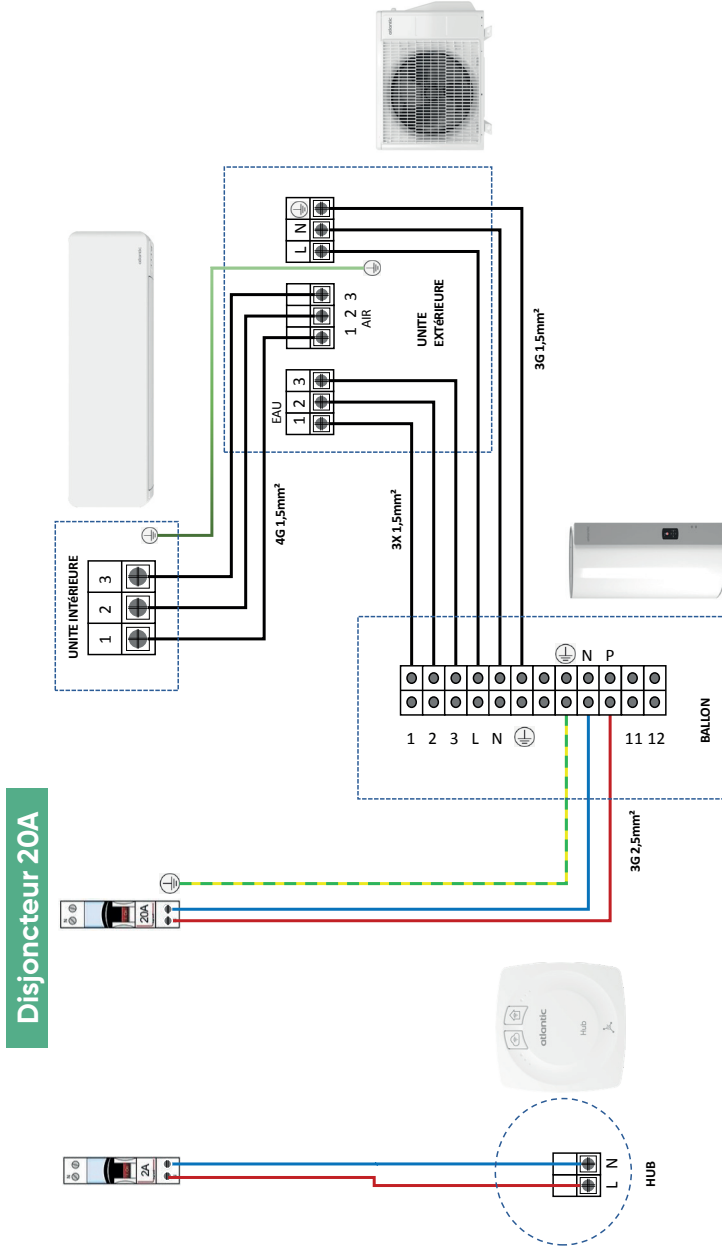 Disjoncteur 20A
N
2A
N
20A
UNITE INTéRIEURE
1 2 3
atlantic
atlantic
4G 1,5mm²
EAU
1 2 3
1 2 3
AIR
L N
UNITE
EXTéRIEURE
3X 1,5mm²
3G 1,5mm²
1 2 3 L N
N P
11 12
BALLON
3G 2,5mm²
atlantic
Hub
L N
HUB